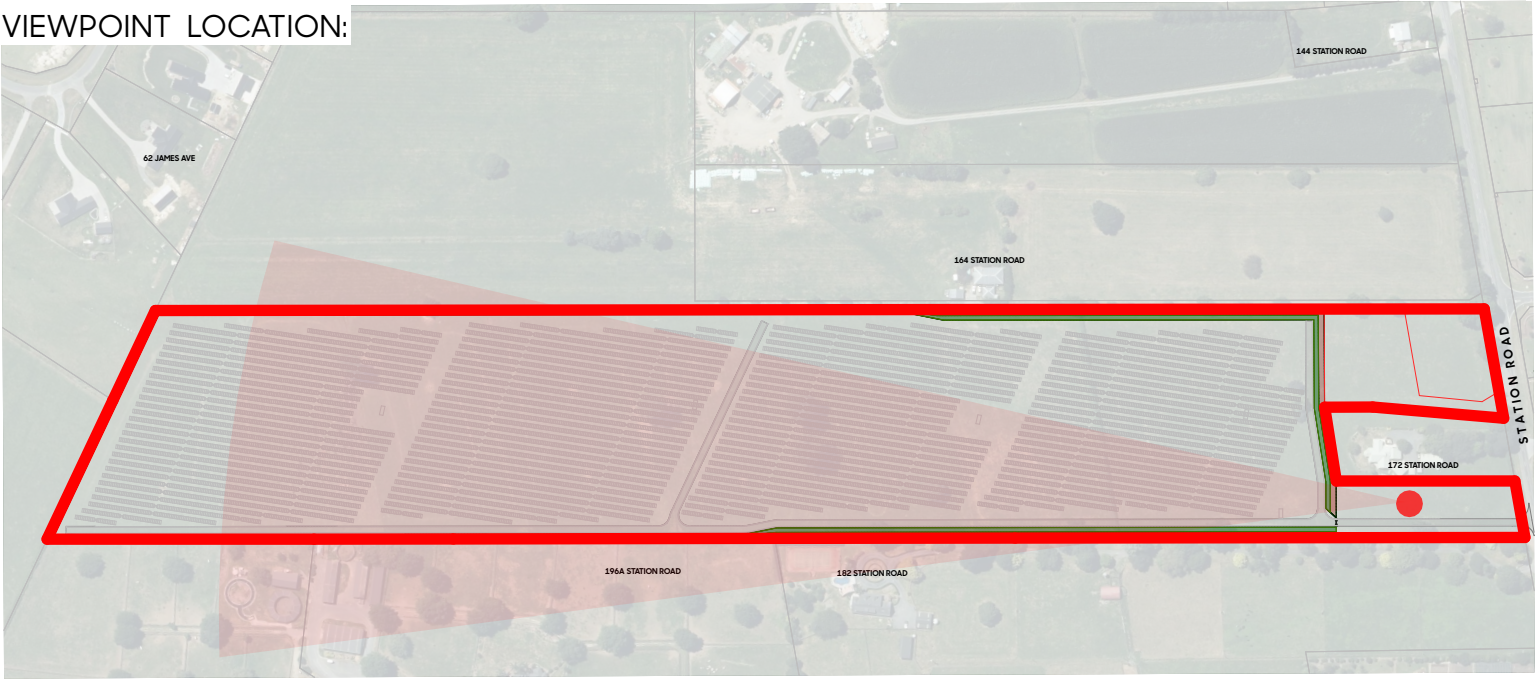 VIEWPOINT LOCATION:
144 STATION ROAD
62 JAMES AVE
164 STATION ROAD
STATION ROAD
172 STATION ROAD
196A STATION ROAD
182 STATION ROAD